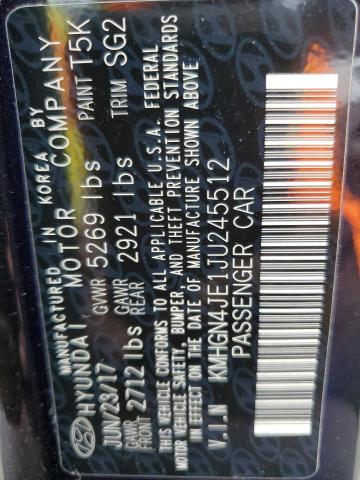 MANUFACTURED IN KOREA BY
HYUNDAI MOTOR COMPANY
JUN/23/17 GVWR 5269 lbs PAINT T5K
GAWR FRONT 2712 lbs GAWR REAR 2921 lbs TRIM SG2
THIS VEHICLE CONFORMS TO ALL APPLICABLE U.S.A. FEDERAL
MOTOR VEHICLE SAFETY, BUMPER AND THEFT PREVENTION STANDARDS
IN EFFECT ON THE DATE OF MANUFACTURE SHOWN ABOVE
V.I.N KMHGN4JE1JU245512
PASSENGER CAR